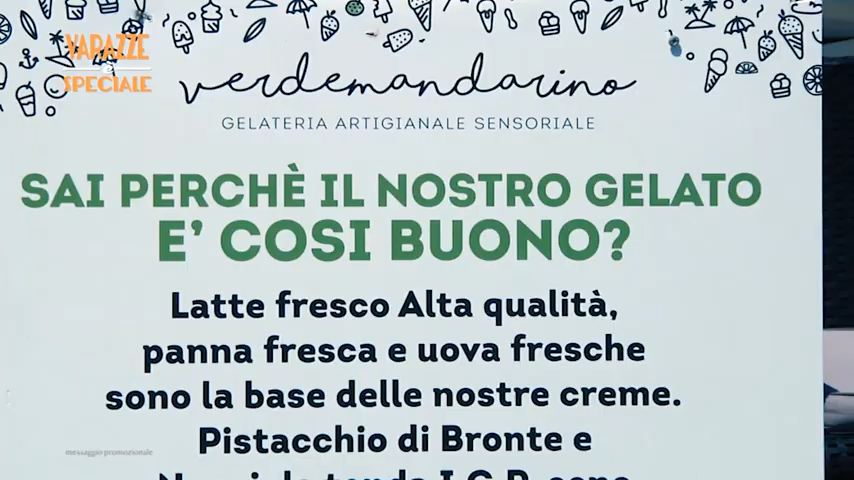 VARAZZE
è
SPECIALE
verdemandarino
GELATERIA ARTIGIANALE SENSORIALE
SAI PERCHÈ IL NOSTRO GELATO
E' COSI BUONO?
Latte fresco Alta qualità,
panna fresca e uova fresche
sono la base delle nostre creme.
Pistacchio di Bronte e
messaggio promozionale